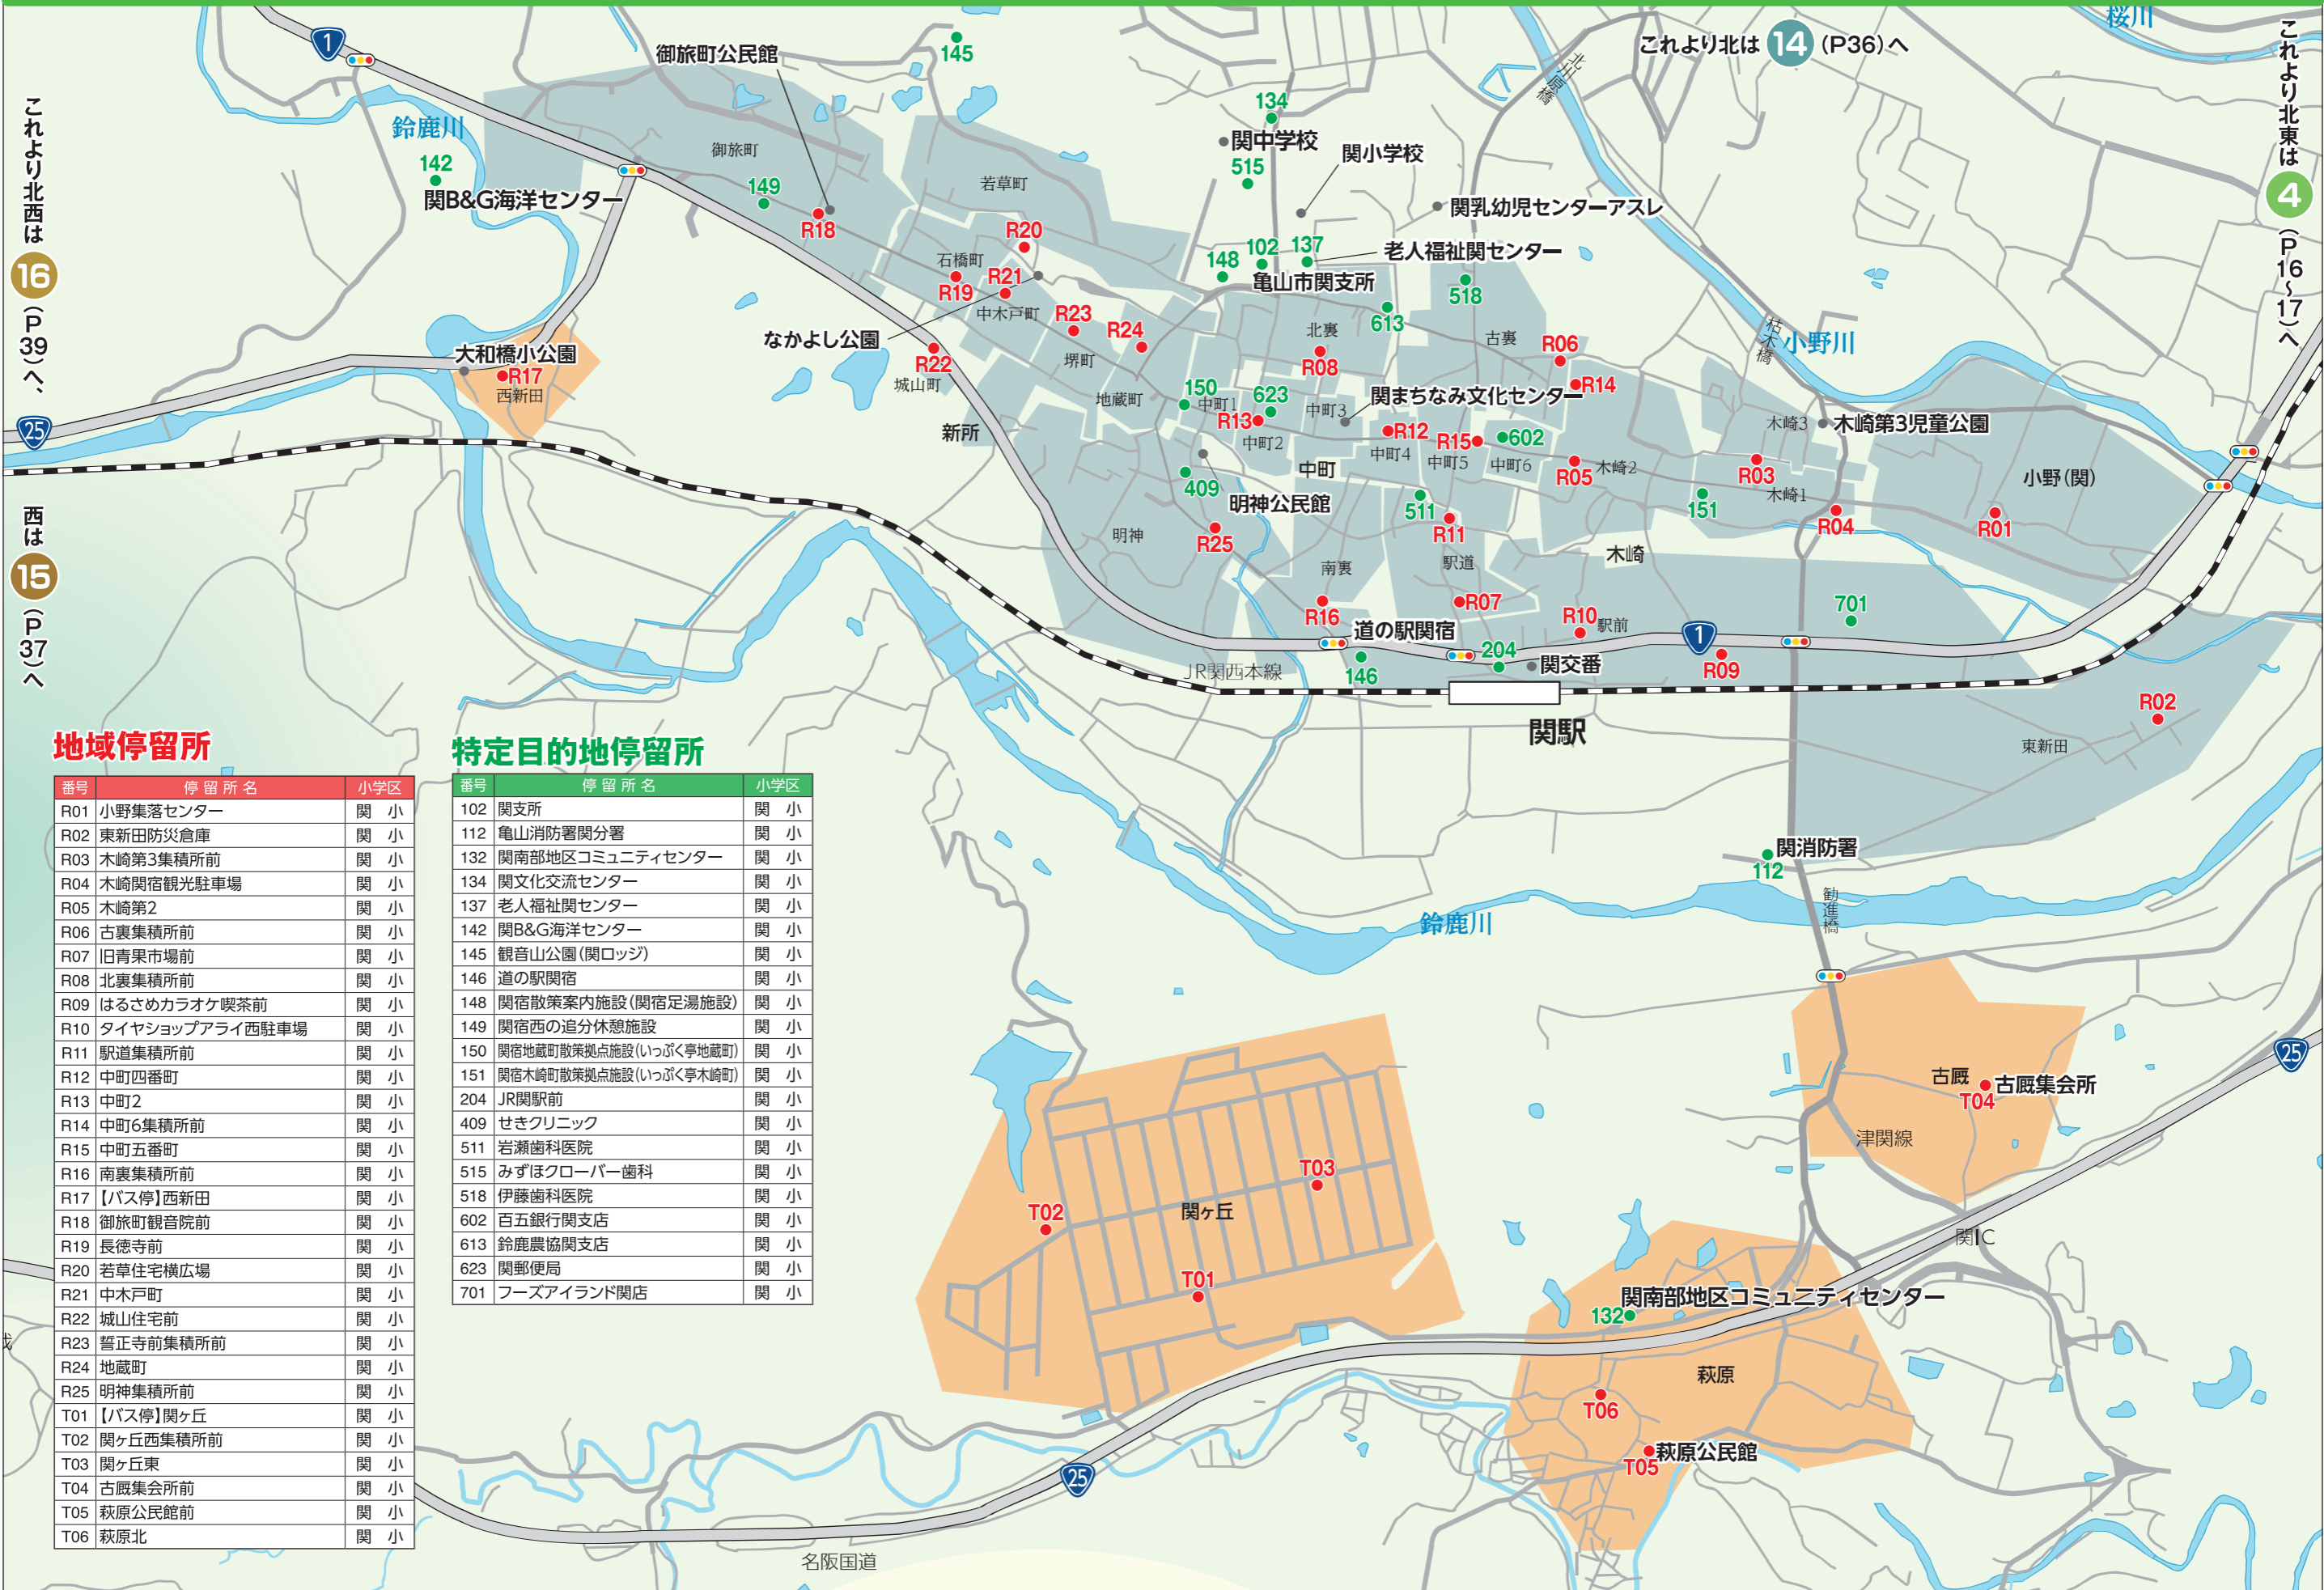 これより北は 14 (P36)へ
これより北東は 4 (P16~17)へ
これより北西は 16 (P39)へ、
西は 15 (P37)へ
桜川
1
鈴鹿川
142
関B&G海洋センター
御旅町公民館
145
御旅町
149
R18
若草町
134
関中学校
515
関小学校
関乳幼児センターアスレ
北川原橋
R20
石橋町
R19
R21
中木戸町
なかよし公園
R22
城山町
R23
R24
堺町
地蔵町
新所
148
102
137
老人福祉関センター
亀山市関支所
518
613
北裏
R08
古裏
R06
R14
枯木橋
小野川
大和橋小公園
R17
西新田
25
150
中町1
623
R13
中町2
中町3
関まちなみ文化センター
R12
中町4
R15
中町5
602
中町6
R05
木崎2
木崎3
木崎第3児童公園
R03
木崎1
151
R04
小野(関)
R01
中町
409
明神公民館
R25
明神
511
R11
駅道
木崎
南裏
R16
R07
R10
駅前
道の駅関宿
146
204
関交番
1
R09
701
JR関西本線
関駅
R02
東新田
関消防署
112
勧進橋
鈴鹿川
古厩
古厩集会所
T04
津関線
25
関IC
T03
T02
関ヶ丘
T01
関南部地区コミュニティセンター
132
萩原
T06
萩原公民館
T05
25
名阪国道
地域停留所
番号 停留所名 小学区
R01 小野集落センター 関 小
R02 東新田防災倉庫 関 小
R03 木崎第3集積所前 関 小
R04 木崎関宿観光駐車場 関 小
R05 木崎第2 関 小
R06 古裏集積所前 関 小
R07 旧青果市場前 関 小
R08 北裏集積所前 関 小
R09 はるさめカラオケ喫茶前 関 小
R10 タイヤショップアライ西駐車場 関 小
R11 駅道集積所前 関 小
R12 中町四番町 関 小
R13 中町2 関 小
R14 中町6集積所前 関 小
R15 中町五番町 関 小
R16 南裏集積所前 関 小
R17 【バス停】西新田 関 小
R18 御旅町観音院前 関 小
R19 長徳寺前 関 小
R20 若草住宅横広場 関 小
R21 中木戸町 関 小
R22 城山住宅前 関 小
R23 誓正寺前集積所前 関 小
R24 地蔵町 関 小
R25 明神集積所前 関 小
T01 【バス停】関ヶ丘 関 小
T02 関ヶ丘西集積所前 関 小
T03 関ヶ丘東 関 小
T04 古厩集会所前 関 小
T05 萩原公民館前 関 小
T06 萩原北 関 小
特定目的地停留所
番号 停留所名 小学区
102 関支所 関 小
112 亀山消防署関分署 関 小
132 関南部地区コミュニティセンター 関 小
134 関文化交流センター 関 小
137 老人福祉関センター 関 小
142 関B&G海洋センター 関 小
145 観音山公園(関ロッジ) 関 小
146 道の駅関宿 関 小
148 関宿散策案内施設(関宿足湯施設) 関 小
149 関宿西の追分休憩施設 関 小
150 関宿地蔵町散策拠点施設(いっぷく亭地蔵町) 関 小
151 関宿木崎町散策拠点施設(いっぷく亭木崎町) 関 小
204 JR関駅前 関 小
409 せきクリニック 関 小
511 岩瀬歯科医院 関 小
515 みずほクローバー歯科 関 小
518 伊藤歯科医院 関 小
602 百五銀行関支店 関 小
613 鈴鹿農協関支店 関 小
623 関郵便局 関 小
701 フーズアイランド関店 関 小